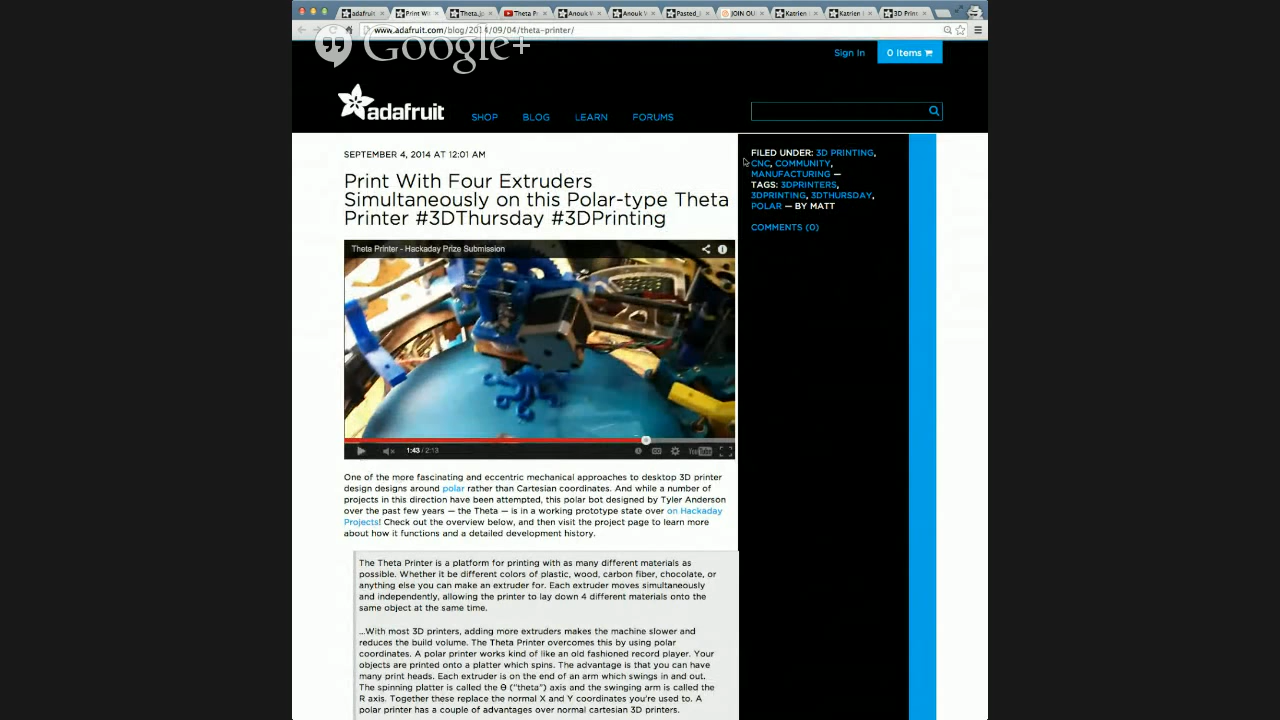 adafruit
Print Wi
Theta
Theta P
Anouk
Anouk
Pasted_
JOIN OU
Katrien
Katrien
3D Prin
www.adafruit.com/blog/2014/09/04/theta-printer/
Google+
Sign In
0 Items
adafruit
SHOP BLOG LEARN FORUMS
SEPTEMBER 4, 2014 AT 12:01 AM
Print With Four Extruders
Simultaneously on this Polar-type Theta
Printer #3DThursday #3DPrinting
Theta Printer - Hackaday Prize Submission
1:43 / 2:13
YouTube
One of the more fascinating and eccentric mechanical approaches to desktop 3D printer
design designs around polar rather than Cartesian coordinates. And while a number of
projects in this direction have been attempted, this polar bot designed by Tyler Anderson
over the past few years — the Theta — is in a working prototype state over on Hackaday
Projects! Check out the overview below, and then visit the project page to learn more
about how it functions and a detailed development history.
The Theta Printer is a platform for printing with as many different materials as
possible. Whether it be different colors of plastic, wood, carbon fiber, chocolate, or
anything else you can make an extruder for. Each extruder moves simultaneously
and independently, allowing the printer to lay down 4 different materials onto the
same object at the same time.
...With most 3D printers, adding more extruders makes the machine slower and
reduces the build volume. The Theta Printer overcomes this by using polar
coordinates. A polar printer works kind of like an old fashioned record player. Your
objects are printed onto a platter which spins. The advantage is that you can have
many print heads. Each extruder is on the end of an arm which swings in and out.
The spinning platter is called the Θ ("theta") axis and the swinging arm is called the
R axis. Together these replace the normal X and Y coordinates you're used to. A
polar printer has a couple of advantages over normal cartesian 3D printers.
FILED UNDER: 3D PRINTING,
CNC, COMMUNITY,
MANUFACTURING —
TAGS: 3DPRINTERS,
3DPRINTING, 3DTHURSDAY,
POLAR — BY MATT
COMMENTS (0)